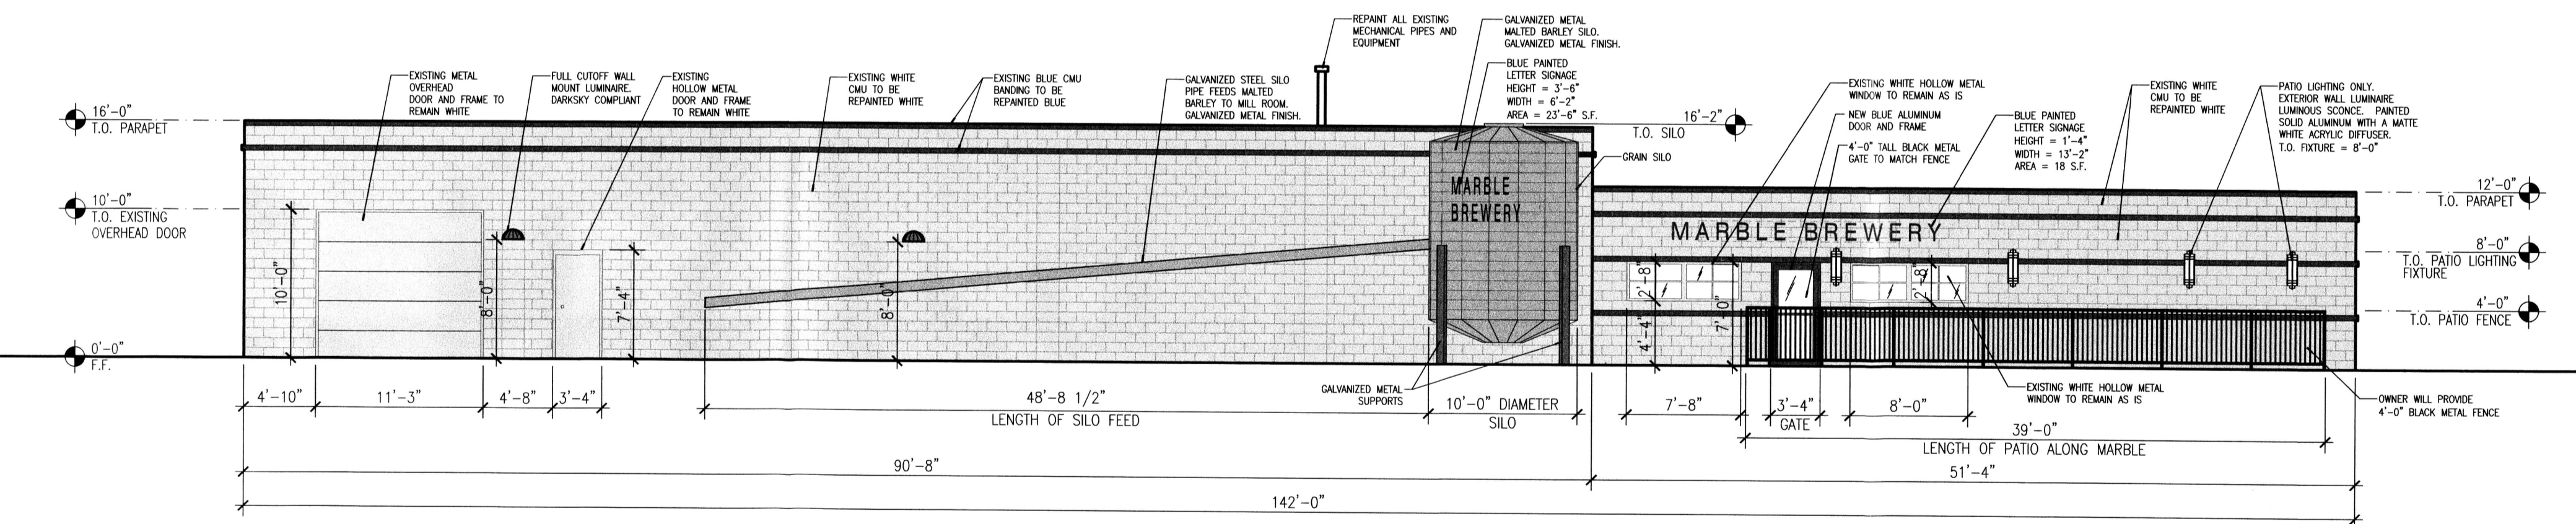 REPAINT ALL EXISTING
MECHANICAL PIPES AND
EQUIPMENT
GALVANIZED METAL
MALTED BARLEY SILO.
GALVANIZED METAL FINISH.
EXISTING METAL
OVERHEAD
DOOR AND FRAME TO
REMAIN WHITE
FULL CUTOFF WALL
MOUNT LUMINAIRE.
DARKSKY COMPLIANT
EXISTING
HOLLOW METAL
DOOR AND FRAME
TO REMAIN WHITE
EXISTING WHITE
CMU TO BE
REPAINTED WHITE
EXISTING BLUE CMU
BANDING TO BE
REPAINTED BLUE
GALVANIZED STEEL SILO
PIPE FEEDS MALTED
BARLEY TO MILL ROOM.
GALVANIZED METAL FINISH.
BLUE PAINTED
LETTER SIGNAGE
HEIGHT = 3'-6"
WIDTH = 6'-2"
AREA = 23'-6" S.F.
EXISTING WHITE HOLLOW METAL
WINDOW TO REMAIN AS IS
NEW BLUE ALUMINUM
DOOR AND FRAME
4'-0" TALL BLACK METAL
GATE TO MATCH FENCE
BLUE PAINTED
LETTER SIGNAGE
HEIGHT = 1'-4"
WIDTH = 13'-2"
AREA = 18 S.F.
EXISTING WHITE
CMU TO BE
REPAINTED WHITE
PATIO LIGHTING ONLY.
EXTERIOR WALL LUMINAIRE
LUMINOUS SCONCE. PAINTED
SOLID ALUMINUM WITH A MATTE
WHITE ACRYLIC DIFFUSER.
T.O. FIXTURE = 8'-0"
16'-0"
T.O. PARAPET
16'-2"
T.O. SILO
GRAIN SILO
10'-0"
T.O. EXISTING
OVERHEAD DOOR
12'-0"
T.O. PARAPET
MARBLE
BREWERY
MARBLE BREWERY
8'-0"
T.O. PATIO LIGHTING
FIXTURE
10'-0"
8'-0"
7'-4"
8'-0"
2'-8"
4'-4"
7'-0"
2'-8"
4'-0"
T.O. PATIO FENCE
0'-0"
F.F.
4'-10"
11'-3"
4'-8"
3'-4"
48'-8 1/2"
LENGTH OF SILO FEED
GALVANIZED METAL
SUPPORTS
10'-0" DIAMETER
SILO
7'-8"
3'-4"
GATE
8'-0"
EXISTING WHITE HOLLOW METAL
WINDOW TO REMAIN AS IS
OWNER WILL PROVIDE
4'-0" BLACK METAL FENCE
39'-0"
LENGTH OF PATIO ALONG MARBLE
90'-8"
51'-4"
142'-0"